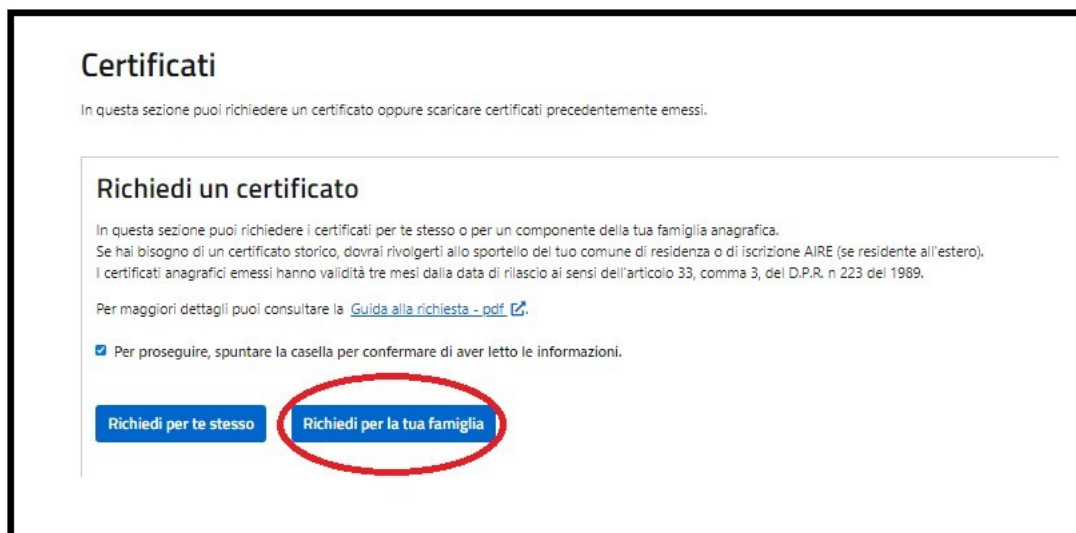 Certificati
In questa sezione puoi richiedere un certificato oppure scaricare certificati precedentemente emessi.
Richiedi un certificato
In questa sezione puoi richiedere i certificati per te stesso o per un componente della tua famiglia anagrafica.
Se hai bisogno di un certificato storico, dovrai rivolgerti allo sportello del tuo comune di residenza o di iscrizione AIRE (se residente all'estero).
I certificati anagrafici emessi hanno validità tre mesi dalla data di rilascio ai sensi dell'articolo 33, comma 3, del D.P.R. n 223 del 1989.
Per maggiori dettagli puoi consultare la Guida alla richiesta - pdf.
Per proseguire, spuntare la casella per confermare di aver letto le informazioni.
Richiedi per te stesso Richiedi per la tua famiglia